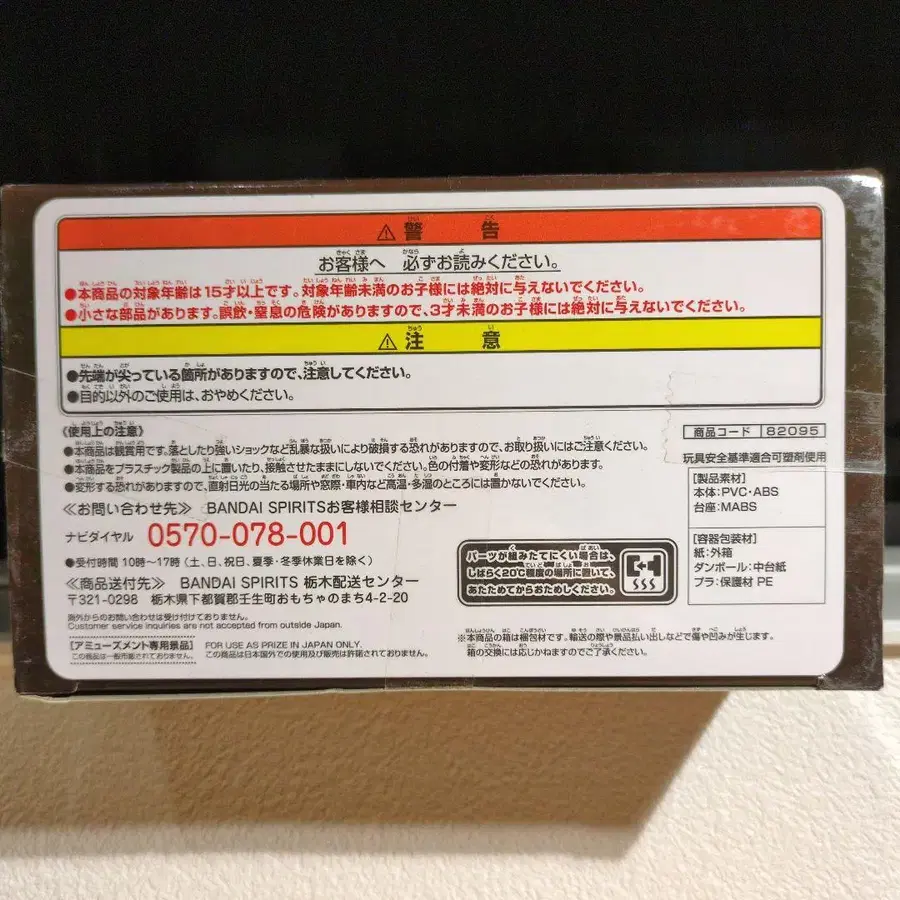 ⚠警告
お客様へ 必ずお読みください。
●本商品の対象年齢は15才以上です。対象年齢未満のお子様には絶対に与えないでください。
●小さな部品があります。誤飲・窒息の危険がありますので、3才未満のお子様には絶対に与えないでください。
⚠注意
●先端が尖っている箇所がありますので、注意してください。
●目的以外のご使用は、おやめください。
《使用上の注意》
●本商品は観賞用です。落としたり強いショックなど乱暴な扱いにより破損する恐れがありますので、お取り扱いにはご注意ください。
●本商品をプラスチック製品の上に置いたり、接触させたままにしないでください。色の付着や変形などの恐れがあります。
●変形する恐れがありますので、直射日光の当たる場所や窓際・車内など高温・多湿のところには置かないでください。
≪お問い合わせ先≫ BANDAI SPIRITSお客様相談センター
ナビダイヤル 0570-078-001
●受付時間 10時〜17時(土、日、祝日、夏季・冬季休業日を除く)
≪商品送付先≫ BANDAI SPIRITS 栃木配送センター
〒321-0298 栃木県下都賀郡壬生町おもちゃのまち4-2-20
海外からのお問い合わせは受け付けておりません。
Customer service inquiries are not accepted from outside Japan.
[アミューズメント専用景品] FOR USE AS PRIZE IN JAPAN ONLY.
この商品は一般市販されておりません。 この商品は日本国外での使用及び販売は許諾されておりません。
商品コード 82095
玩具安全基準適合可塑剤使用
[製品素材]
本体:PVC・ABS
台座:MABS
[容器包装材]
紙:外箱
ダンボール:中台紙
プラ:保護材 PE
パーツが組みたてにくい場合は、
しばらく20℃程度の場所に置いて、
あたためてからおためしください。
※本商品の箱は梱包材です。輸送の際や景品払い出しなどで傷や凹みが生じます。
箱の交換には応じかねますのでご了承ください。